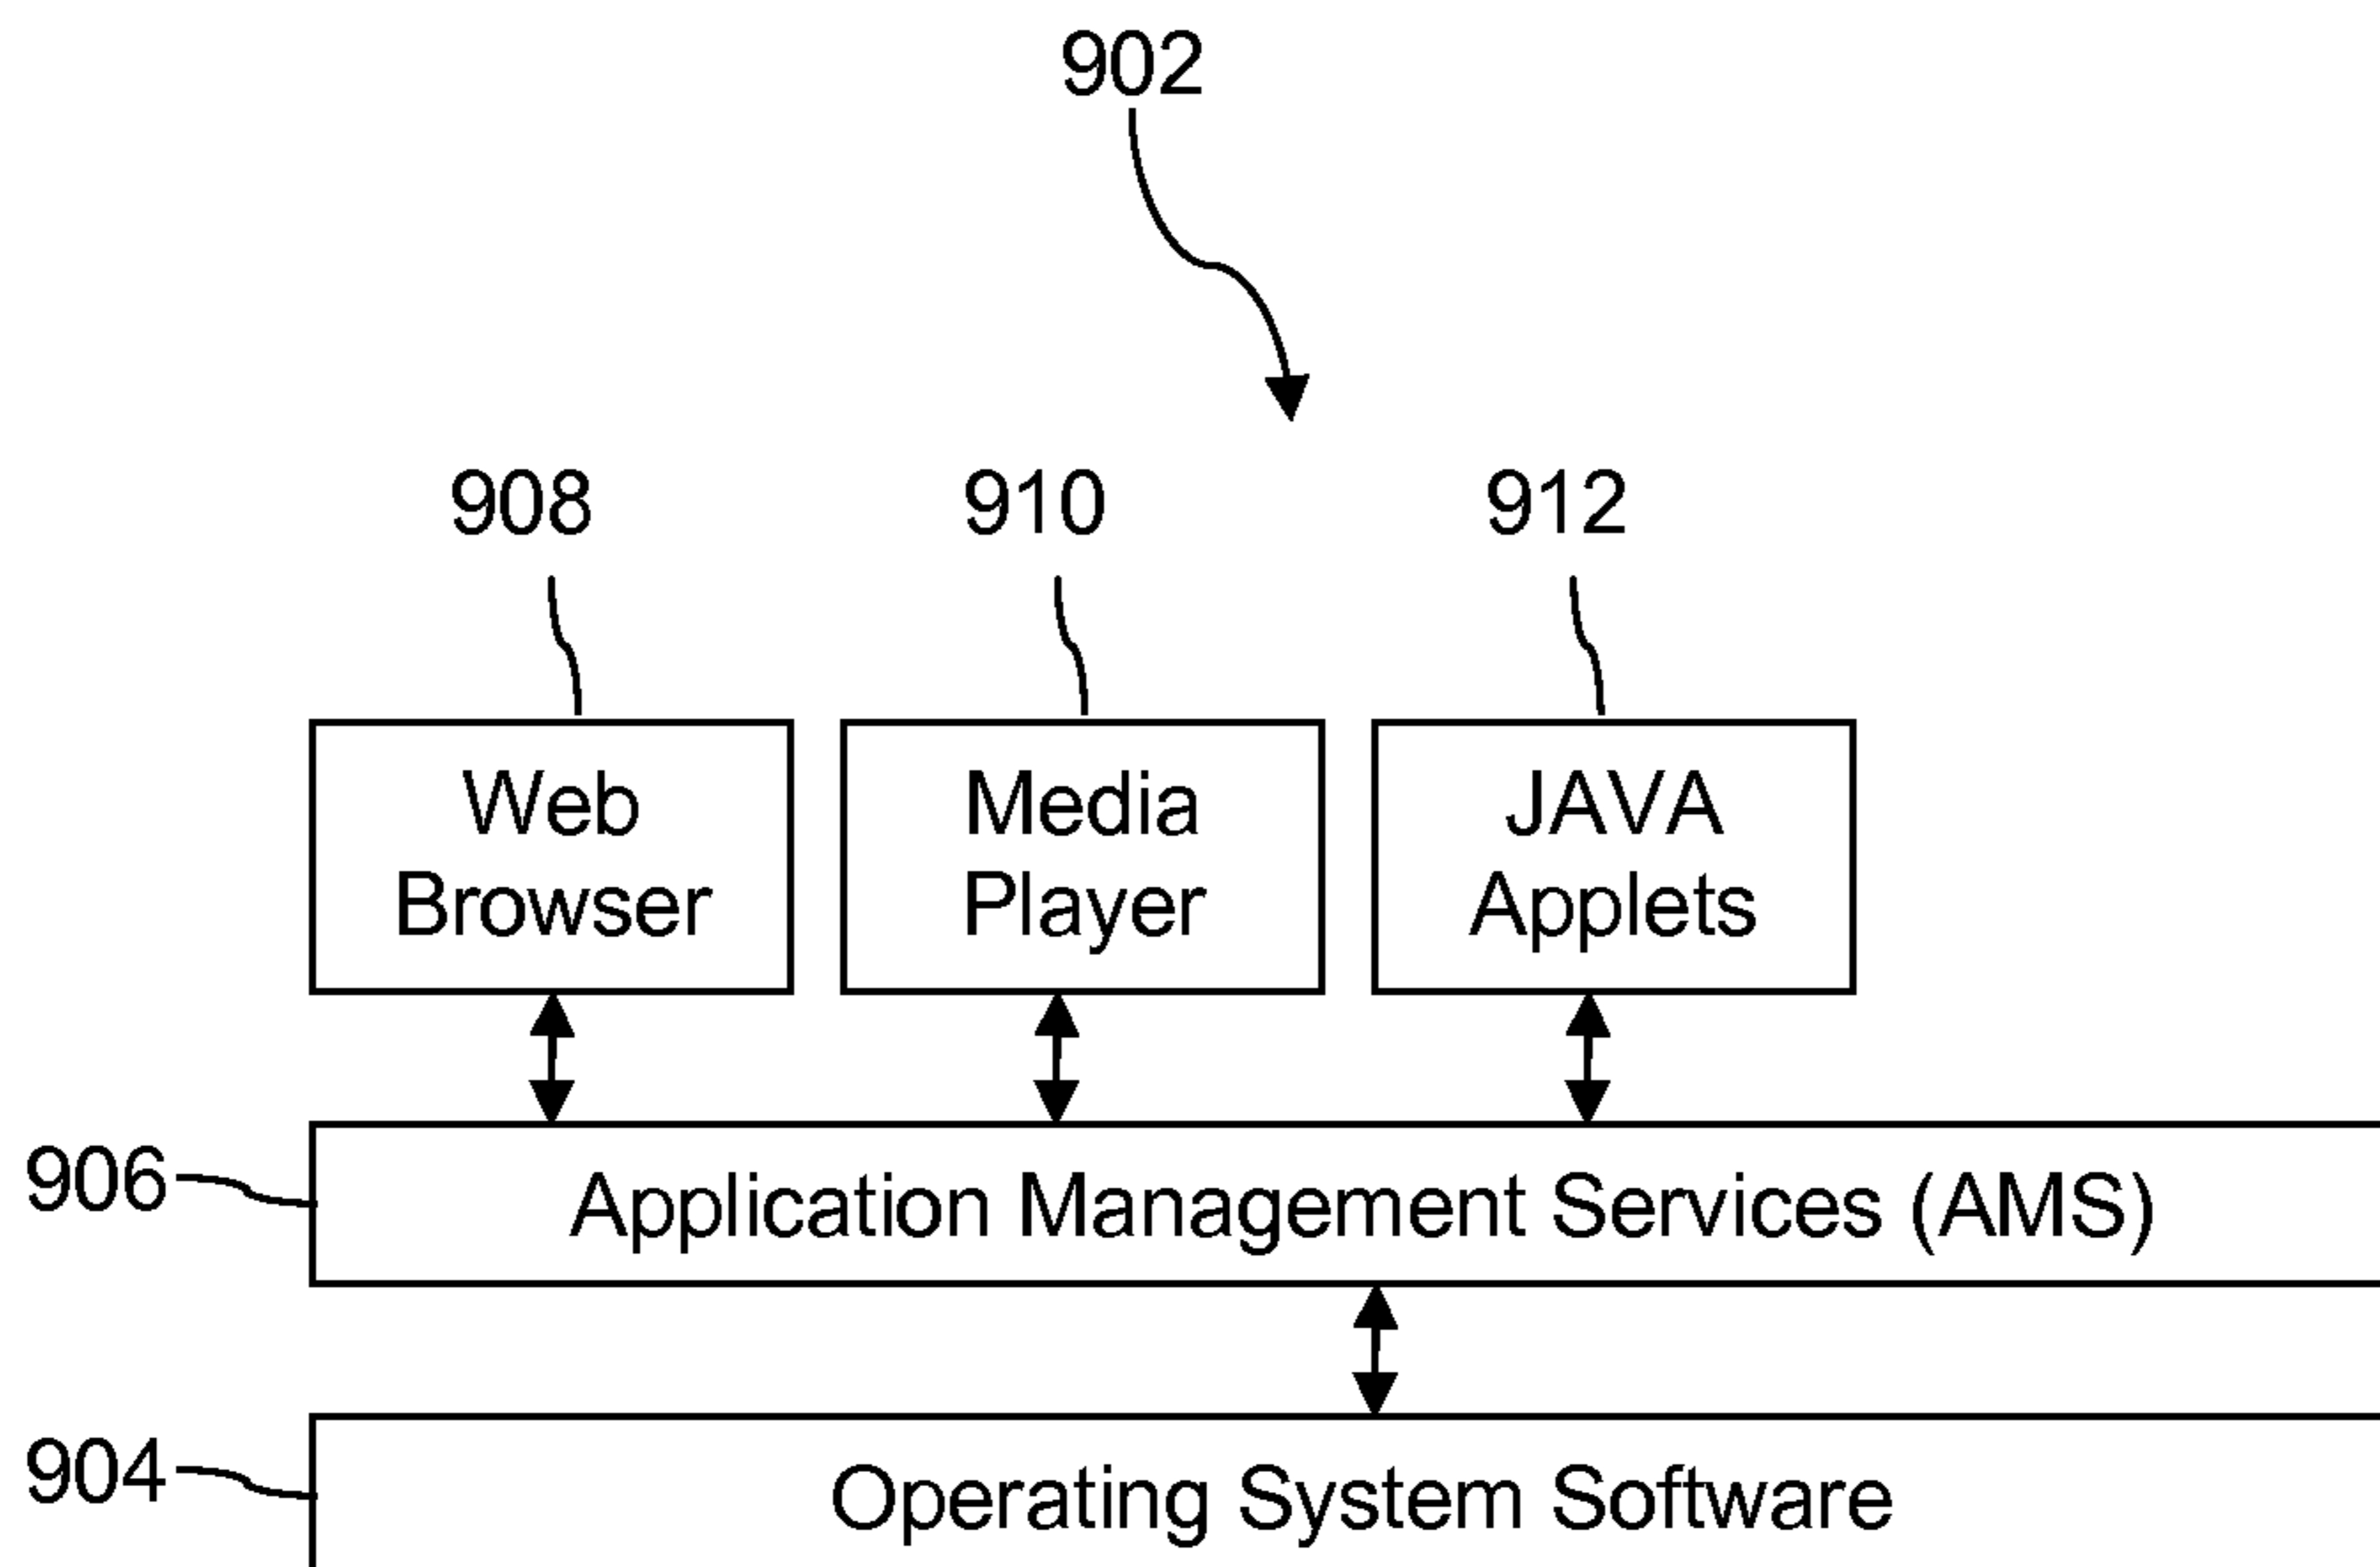 902
908
910
912
Web
Browser
Media
Player
JAVA
Applets
906
Application Management Services (AMS)
904
Operating System Software